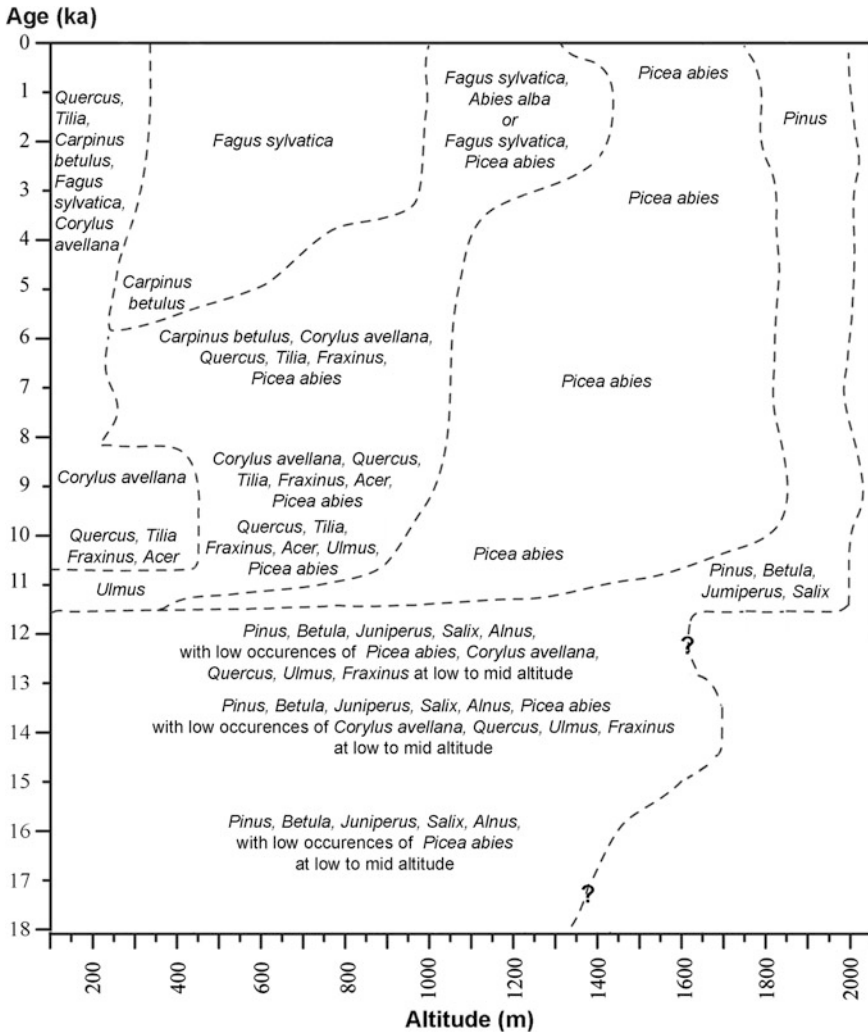 Age (ka)
0
1
2
3
4
5
6
7
8
9
10
11
12
13
14
15
16
17
18
Quercus,
Tilia,
Carpinus
betulus,
Fagus
sylvatica,
Corylus
avellana
Fagus sylvatica
Fagus sylvatica,
Abies alba
or
Fagus sylvatica,
Picea abies
Picea abies
Pinus
Picea abies
Carpinus
betulus
Carpinus betulus, Corylus avellana,
Quercus, Tilia, Fraxinus,
Picea abies
Picea abies
Corylus avellana
Corylus avellana, Quercus,
Tilia, Fraxinus, Acer,
Picea abies
Quercus, Tilia
Fraxinus, Acer
Quercus, Tilia,
Fraxinus, Acer, Ulmus,
Picea abies
Picea abies
Ulmus
Pinus, Betula,
Jumiperus, Salix
Pinus, Betula, Juniperus, Salix, Alnus,
with low occurences of Picea abies, Corylus avellana,
Quercus, Ulmus, Fraxinus at low to mid altitude
?
Pinus, Betula, Juniperus, Salix, Alnus, Picea abies
with low occurences of Corylus avellana, Quercus, Ulmus, Fraxinus
at low to mid altitude
Pinus, Betula, Juniperus, Salix, Alnus,
with low occurences of Picea abies
at low to mid altitude
?
200
400
600
800
1000
1200
1400
1600
1800
2000
Altitude (m)